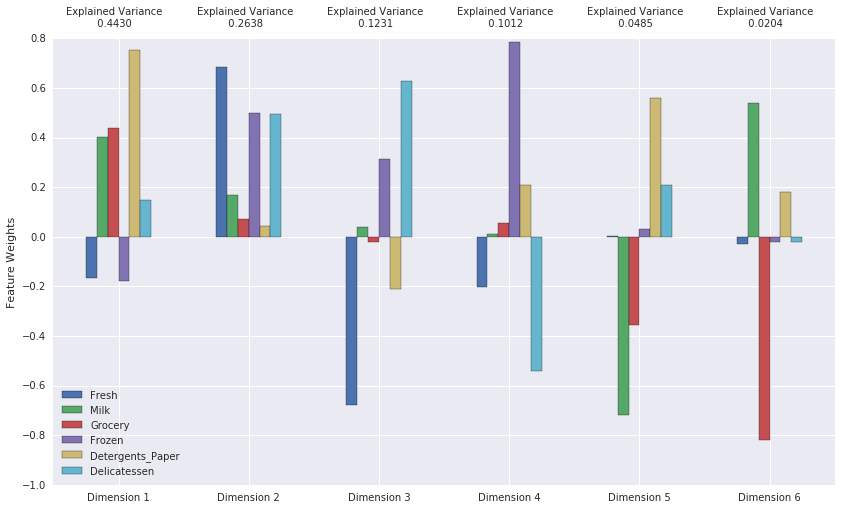 Explained Variance Explained Variance Explained Variance Explained Variance Explained Variance Explained Variance
0.4430 0.2638 0.1231 0.1012 0.0485 0.0204
0.8
0.6
0.4
0.2
0.0
−0.2
−0.4
−0.6
−0.8
−1.0
Feature Weights
Fresh
Milk
Grocery
Frozen
Detergents_Paper
Delicatessen
Dimension 1 Dimension 2 Dimension 3 Dimension 4 Dimension 5 Dimension 6